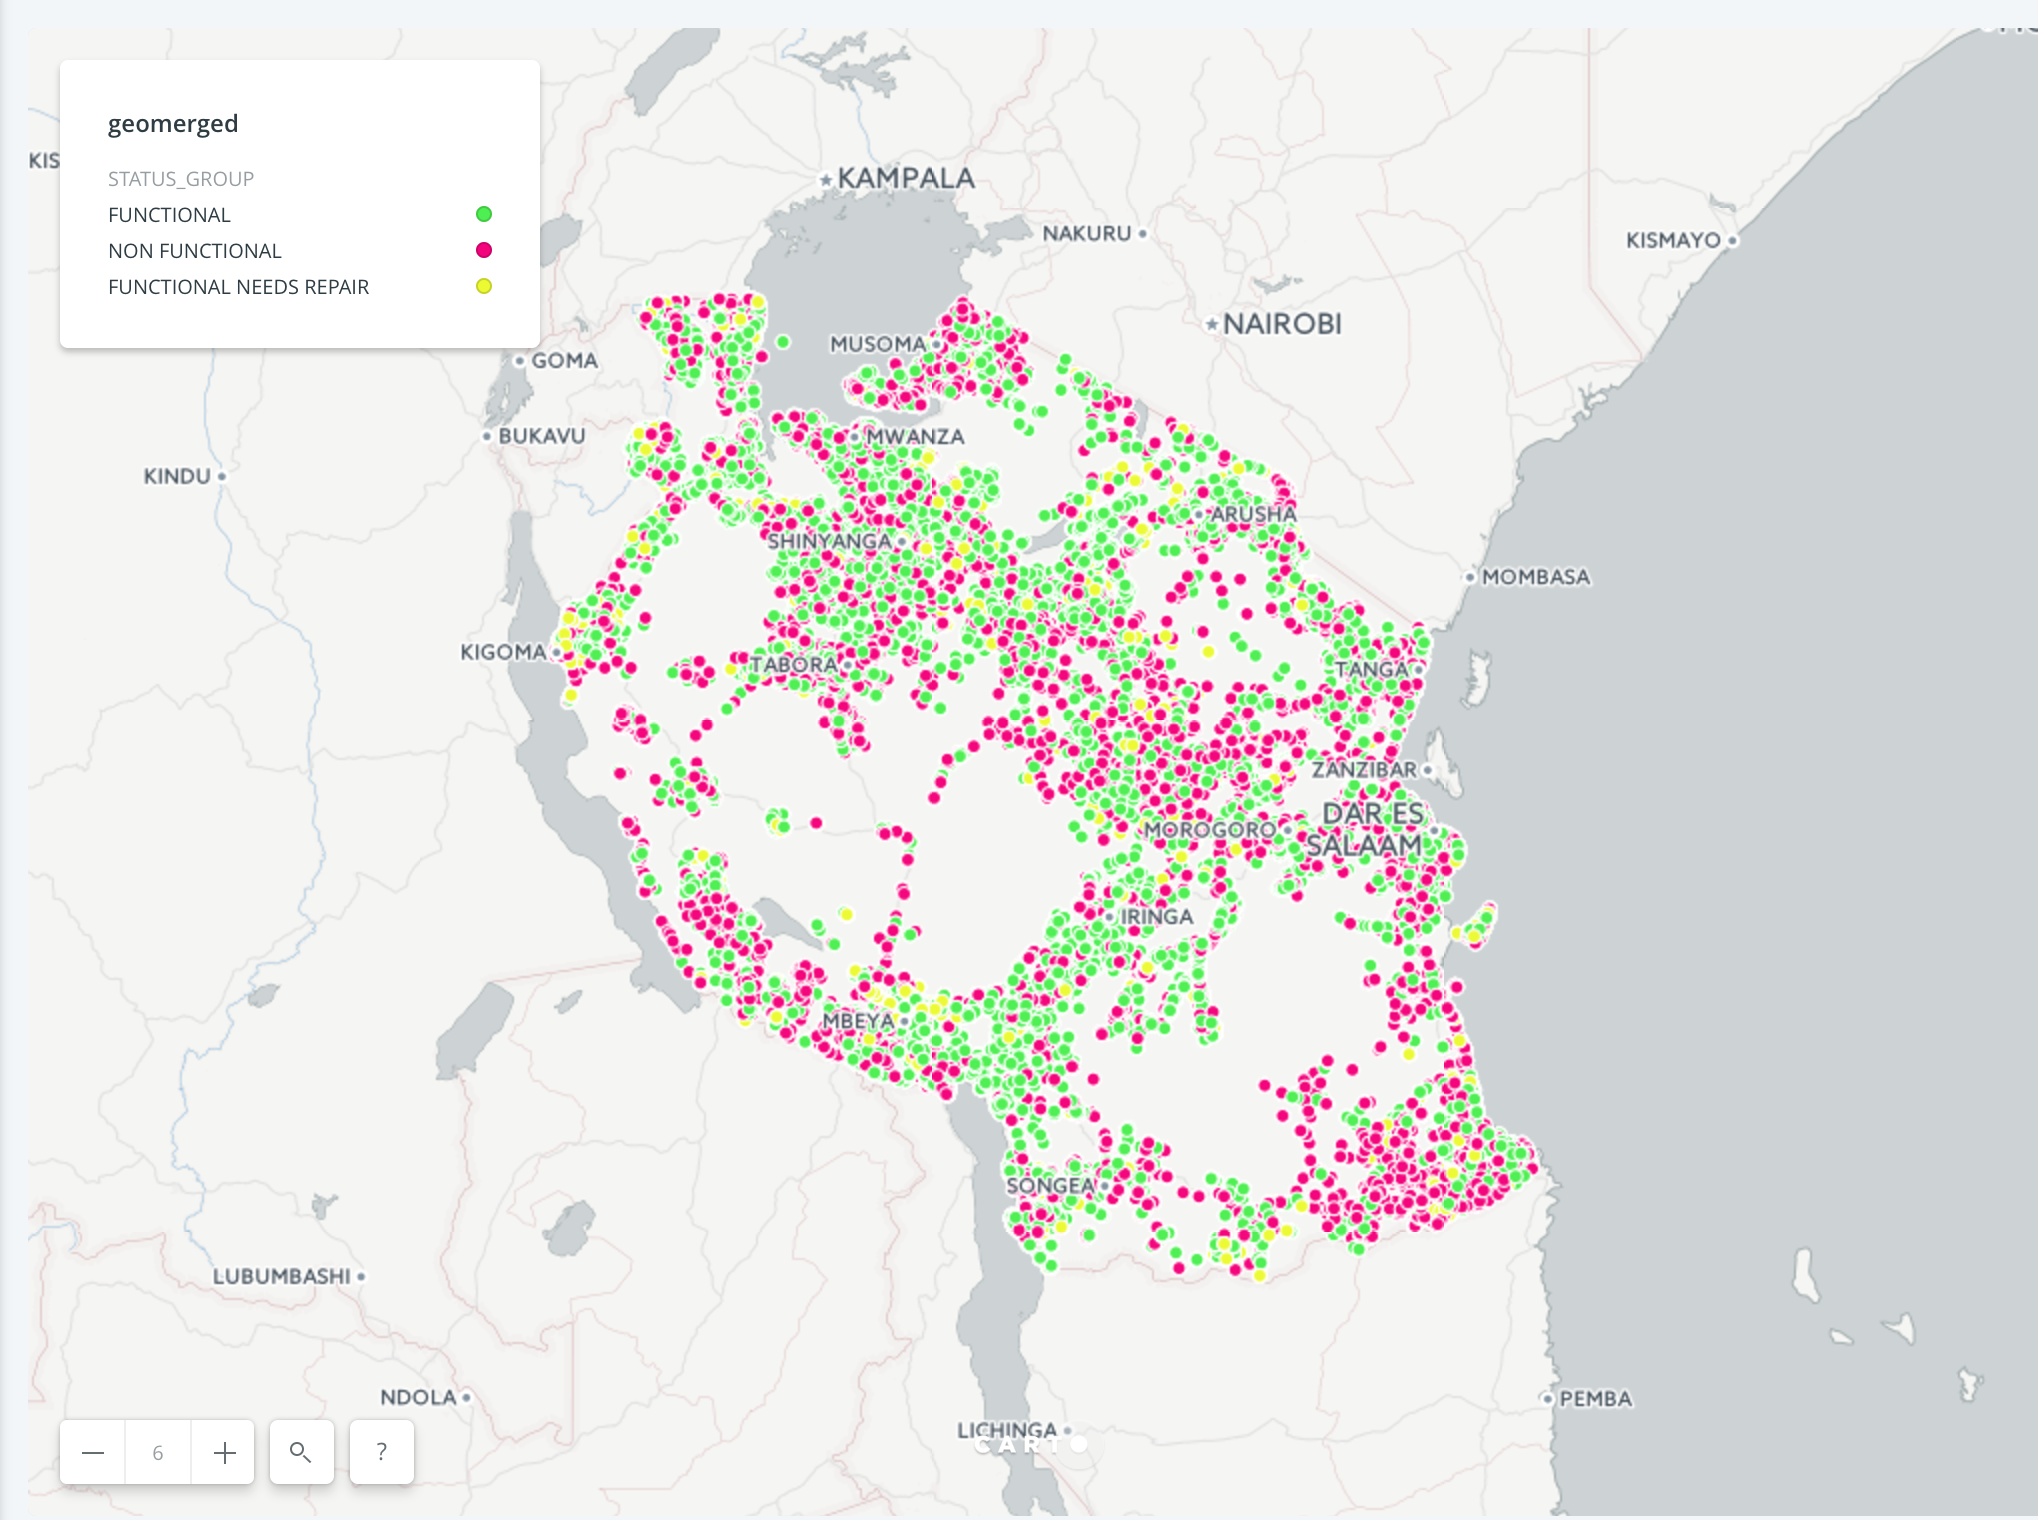 geomerged
STATUS_GROUP
FUNCTIONAL
NON FUNCTIONAL
FUNCTIONAL NEEDS REPAIR
KIS
KAMPALA
NAKURU
KISMAYO
NAIROBI
MUSOMA
GOMA
BUKAVU
MWANZA
KINDU
ARUSHA
SHINYANGA
MOMBASA
KIGOMA
TABORA
TANGA
ZANZIBAR
DAR ES
SALAAM
MOROGORO
IRINGA
MBEYA
SONGEA
LUBUMBASHI
NDOLA
PEMBA
LICHINGA
CARTO
6
?